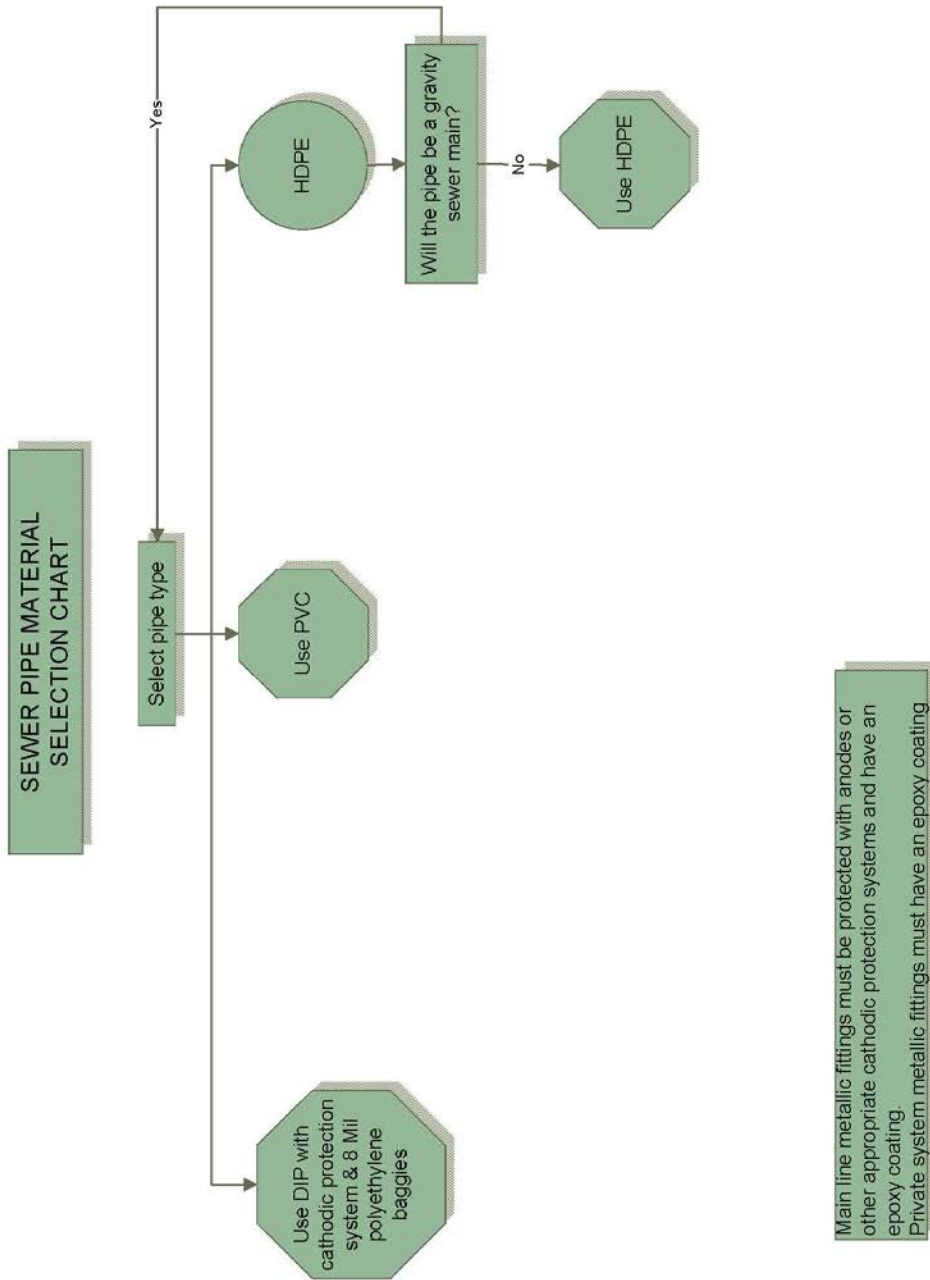 SEWER PIPE MATERIAL
SELECTION CHART
Yes
Select pipe type
Use DIP with
cathodic protection
system & 8 Mil
polyethylene
baggies
Use PVC
HDPE
Will the pipe be a gravity
sewer main?
No
Use HDPE
Main line metallic fittings must be protected with anodes or
other appropriate cathodic protection systems and have an
epoxy coating.
Private system metallic fittings must have an epoxy coating